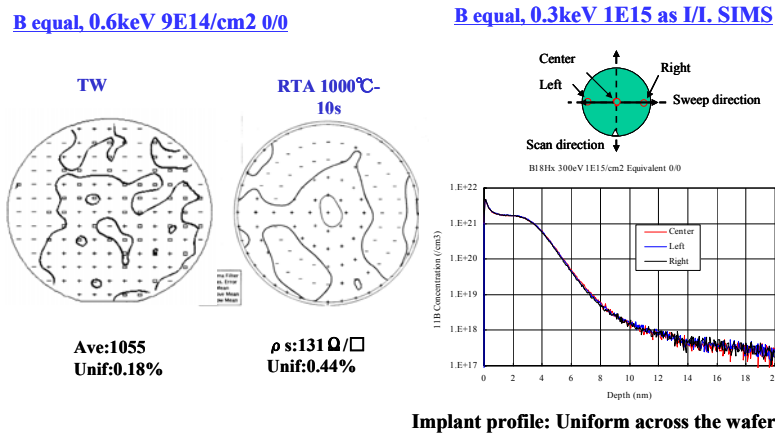 B equal, 0.6keV 9E14/cm2 0/0
TW
RTA 1000℃-
10s
Ave:1055
Unif:0.18%
ρs:131Ω/□
Unif:0.44%
B equal, 0.3keV 1E15 as I/I. SIMS
Center
Left
Right
Sweep direction
Scan direction
B18Hx 300eV 1E15/cm2 Equivalent 0/0
1.E+22
1.E+21
1.E+20
1.E+19
1.E+18
1.E+17
11B Concentration (/cm3)
Center
Left
Right
0 2 4 6 8 10 12 14 16 18
Depth (nm)
Implant profile: Uniform across the wafer